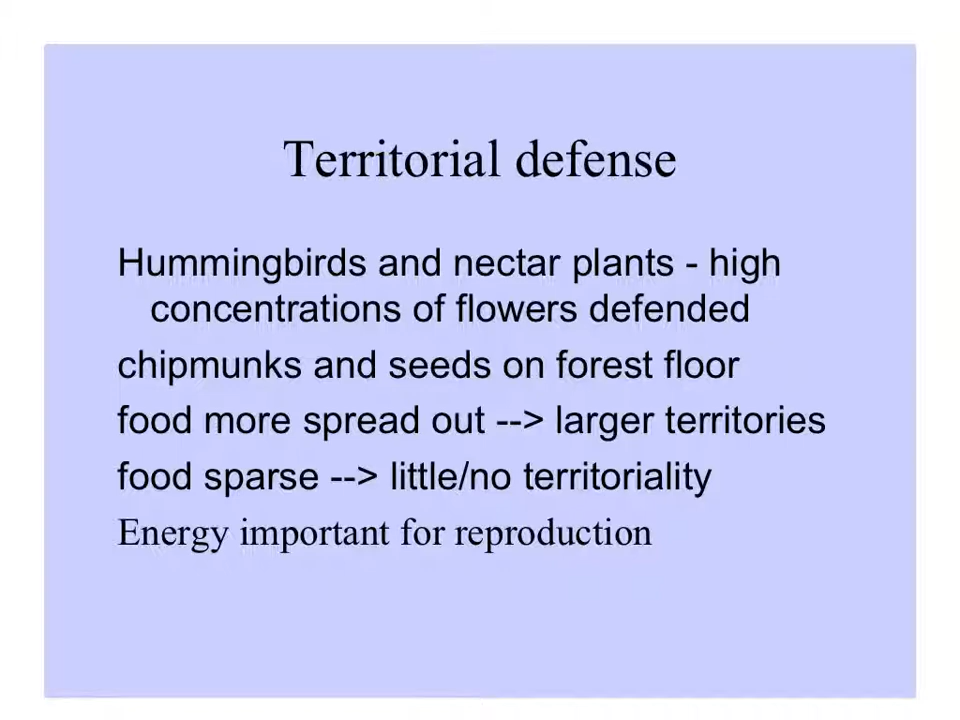 Territorial defense
Hummingbirds and nectar plants - high
concentrations of flowers defended
chipmunks and seeds on forest floor
food more spread out --> larger territories
food sparse --> little/no territoriality
Energy important for reproduction